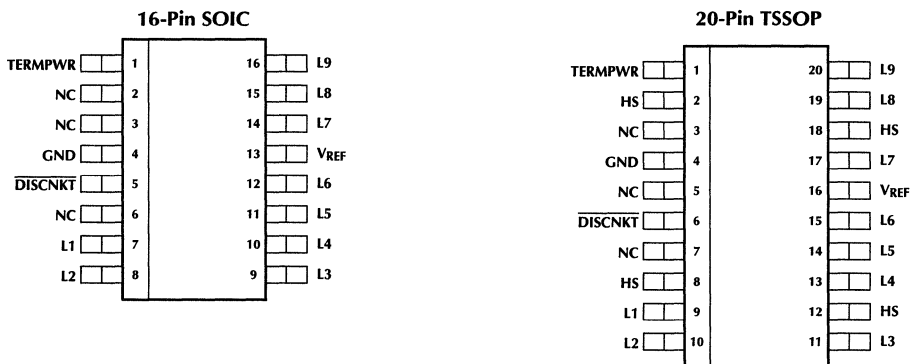 16-Pin SOIC
TERMPWR 1 16 L9
NC 2 15 L8
NC 3 14 L7
GND 4 13 VREF
DISCNKT 5 12 L6
NC 6 11 L5
L1 7 10 L4
L2 8 9 L3
20-Pin TSSOP
TERMPWR 1 20 L9
HS 2 19 L8
NC 3 18 HS
GND 4 17 L7
NC 5 16 VREF
DISCNKT 6 15 L6
NC 7 14 L5
HS 8 13 L4
L1 9 12 HS
L2 10 11 L3